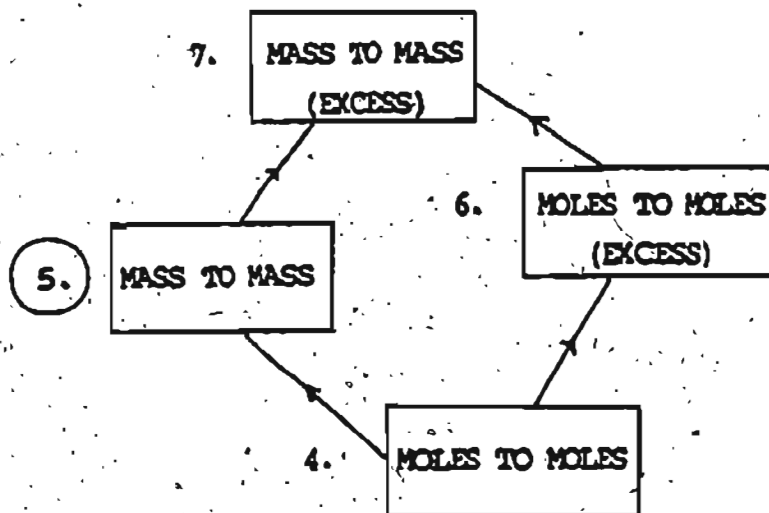 7. MASS TO MASS
(EXCESS)
6. MOLES TO MOLES
(EXCESS)
5. MASS TO MASS
4. MOLES TO MOLES